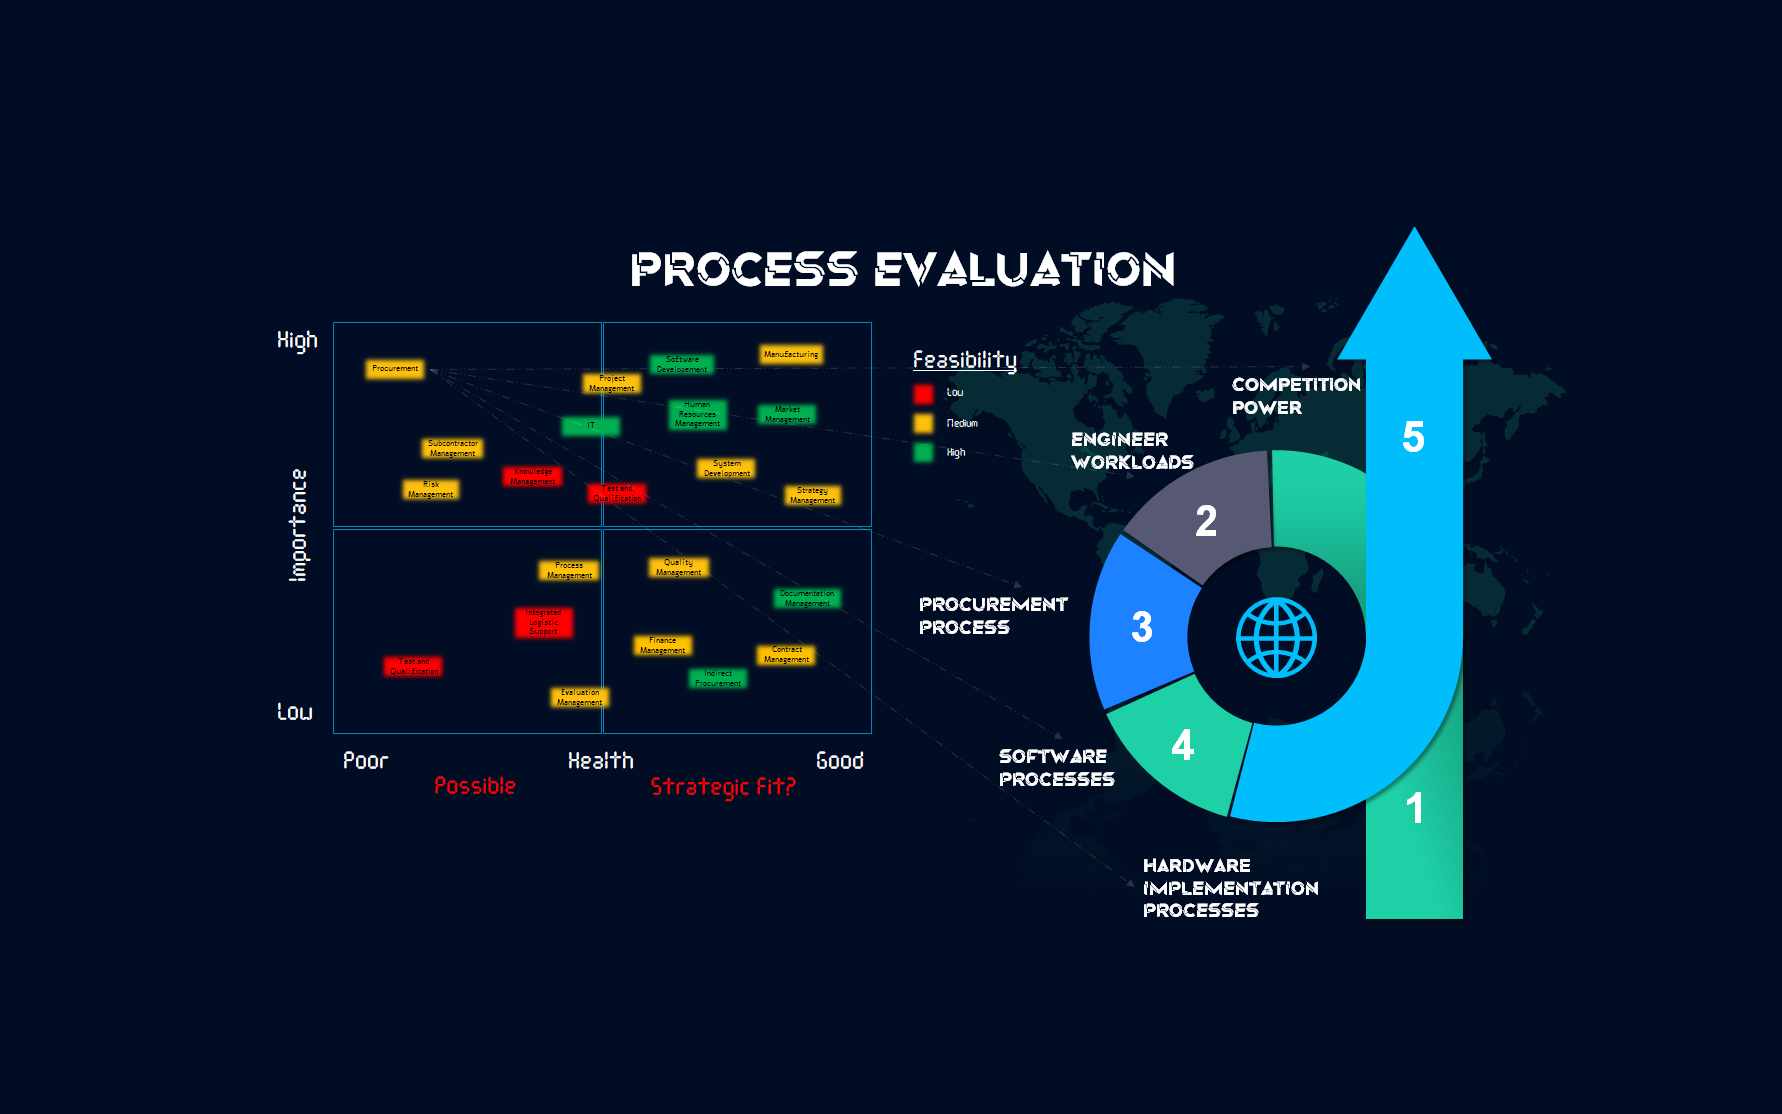 PROCESS EVALUATION
High
Importance
Low
Procurement
Software
Development
Manufacturing
Project
Management
Human
Resources
Management
Market
Management
IT
Subcontractor
Management
Knowledge
Management
Risk
Management
Test and
Qualification
System
Development
Strategy
Management
Process
Management
Quality
Management
Documentation
Management
Integrated
Logistic
Support
Finance
Management
Contract
Management
Test and
Qualification
Indirect
Procurement
Evaluation
Management
Poor
Health
Good
Possible
Strategic Fit?
Feasibility
Low
Medium
High
COMPETITION
POWER
ENGINEER
WORKLOADS
PROCUREMENT
PROCESS
SOFTWARE
PROCESSES
HARDWARE
IMPLEMENTATION
PROCESSES
5
2
3
4
1